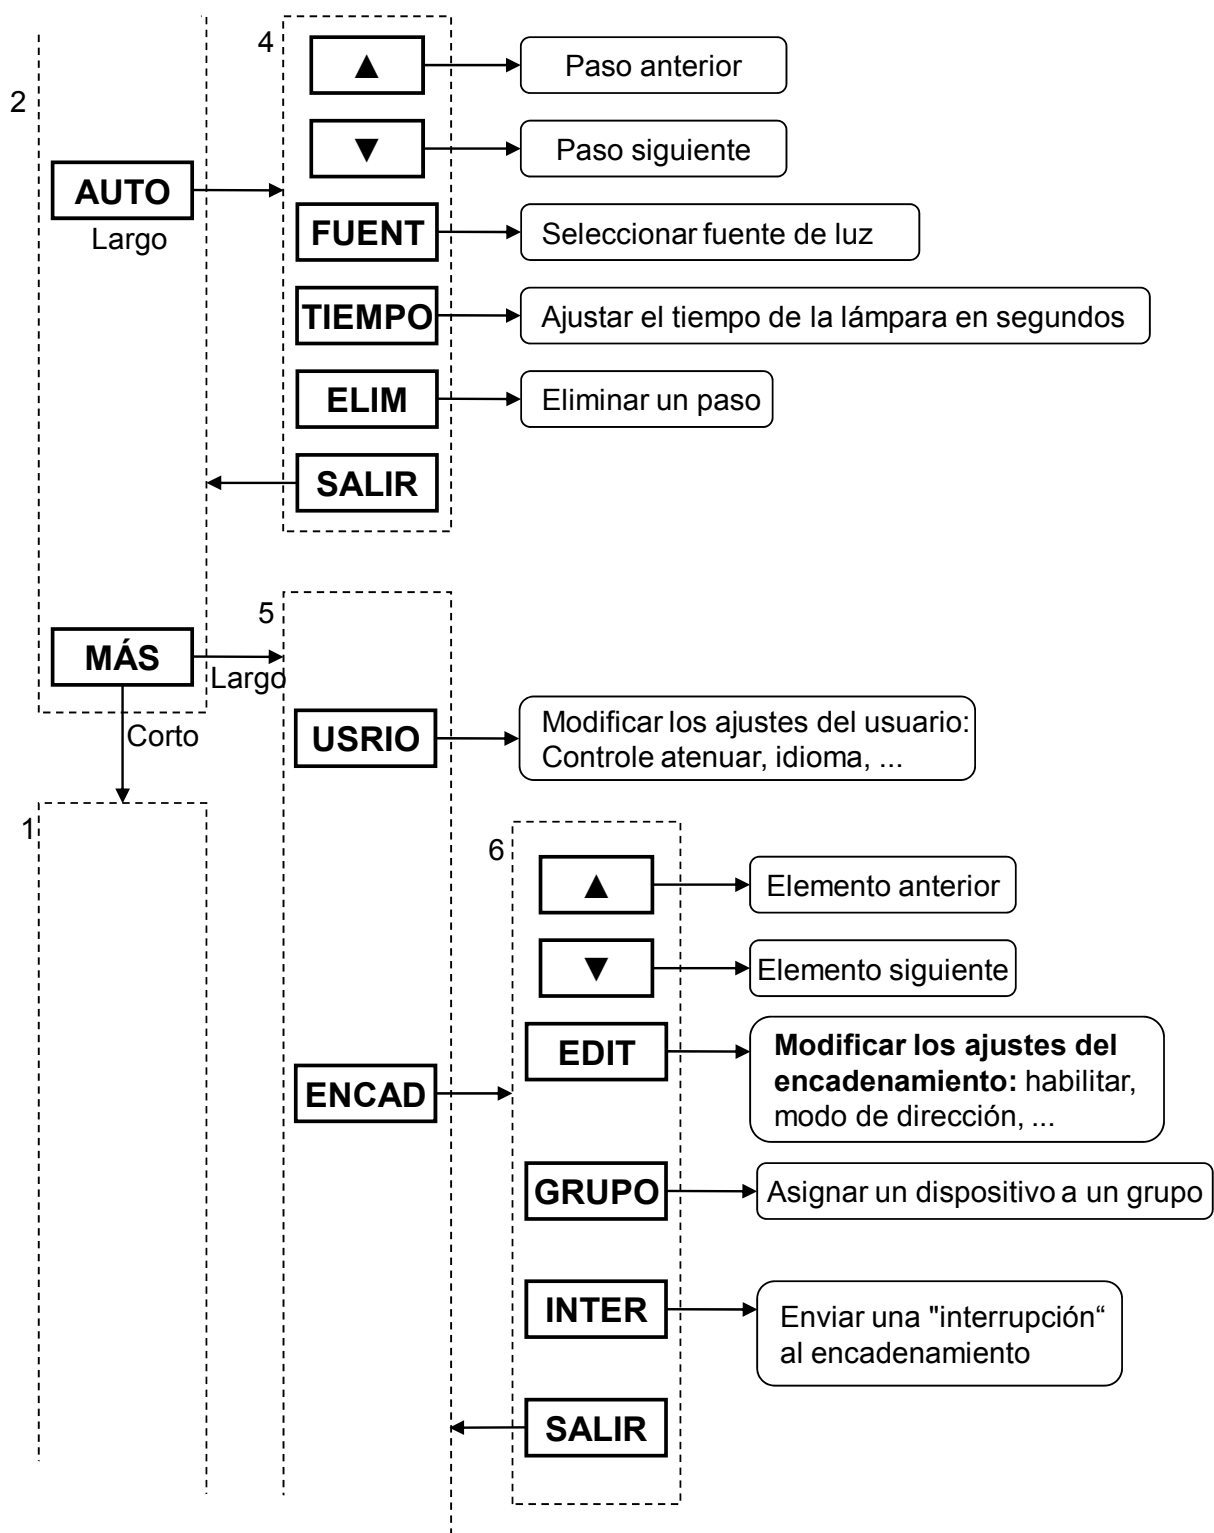 4
▲
Paso anterior
2
▼
Paso siguiente
AUTO
Largo
FUENT
Seleccionar fuente de luz
TIEMPO
Ajustar el tiempo de la lámpara en segundos
ELIM
Eliminar un paso
SALIR
5
MÁS
Largo
Corto
USRIO
Modificar los ajustes del usuario:
Controle atenuar, idioma, ...
1
6
▲
Elemento anterior
▼
Elemento siguiente
EDIT
Modificar los ajustes del
encadenamiento: habilitar,
modo de dirección, ...
ENCAD
GRUPO
Asignar un dispositivo a un grupo
INTER
Enviar una "interrupción“
al encadenamiento
SALIR